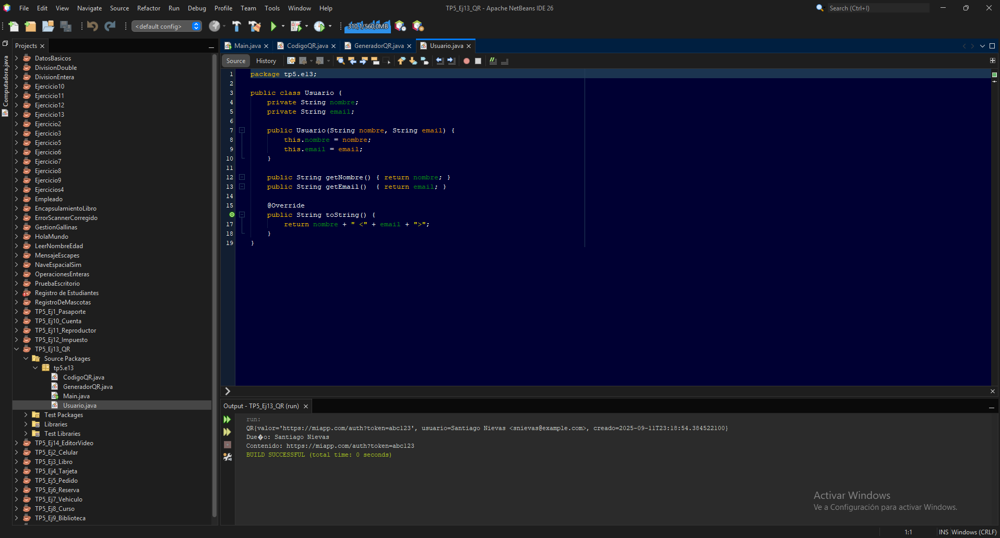 File Edit View Navigate Source Refactor Run Debug Profile Team Tools Window Help
TP5_Ej13_QR - Apache NetBeans IDE 26
Search (Ctrl+I)
<default config>
310,1/560,0MB
Computadora.java
Projects
DatosBasicos
DivisionDouble
DivisionEntera
Ejercicio10
Ejercicio11
Ejercicio12
Ejercicio13
Ejercicio2
Ejercicio3
Ejercicio5
Ejercicio6
Ejercicio7
Ejercicio8
Ejercicio9
Ejercicios4
Empleado
EncapsulamientoLibro
ErrorScannerCorregido
GestionGallinas
HolaMundo
LeerNombreEdad
MensajeEscapes
NaveEspacialSim
OperacionesEnteras
PruebaEscritorio
Registro de Estudiantes
RegistroDeMascotas
TP5_Ej1_Pasaporte
TP5_Ej10_Cuenta
TP5_Ej11_Reproductor
TP5_Ej12_Impuesto
TP5_Ej13_QR
Source Packages
tp5.e13
CodigoQR.java
GeneradorQR.java
Main.java
Usuario.java
Test Packages
Libraries
Test Libraries
TP5_Ej14_EditorVideo
TP5_Ej2_Celular
TP5_Ej3_Libro
TP5_Ej4_Tarjeta
TP5_Ej5_Pedido
TP5_Ej6_Reserva
TP5_Ej7_Vehiculo
TP5_Ej8_Curso
TP5_Ej9_Biblioteca
Main.java CodigoQR.java GeneradorQR.java Usuario.java
Source History
1 package tp5.e13;
2
3 public class Usuario {
4 private String nombre;
5 private String email;
6
7 public Usuario(String nombre, String email) {
8 this.nombre = nombre;
9 this.email = email;
10 }
11
12 public String getNombre() { return nombre; }
13 public String getEmail()  { return email; }
14
15 @Override
public String toString() {
17 return nombre + " <" + email + ">";
18 }
19 }
Output - TP5_Ej13_QR (run)
run:
QR{valor='https://miapp.com/auth?token=abc123', usuario=Santiago Nievas <snievas@example.com>, creado=2025-09-11T23:18:54.384522100}
Due�o: Santiago Nievas
Contenido: https://miapp.com/auth?token=abc123
BUILD SUCCESSFUL (total time: 0 seconds)
Activar Windows
Ve a Configuración para activar Windows.
1:1 INS Windows (CRLF)